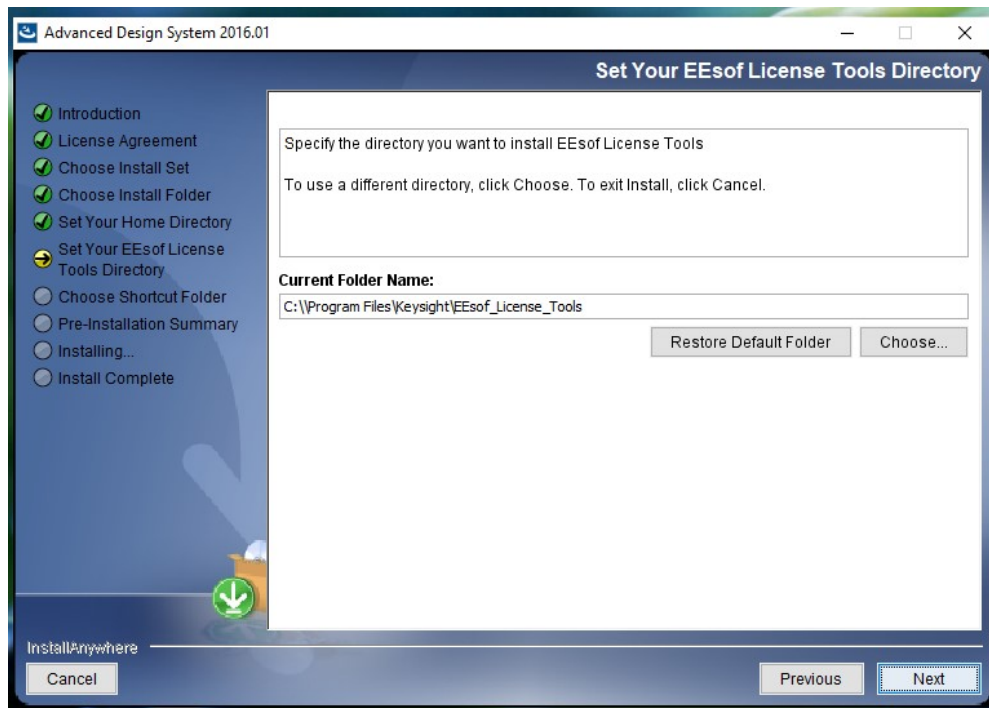 Advanced Design System 2016.01
Set Your EEsof License Tools Directory
Introduction
License Agreement
Choose Install Set
Choose Install Folder
Set Your Home Directory
Set Your EEsof License
Tools Directory
Choose Shortcut Folder
Pre-Installation Summary
Installing...
Install Complete
Specify the directory you want to install EEsof License Tools
To use a different directory, click Choose. To exit Install, click Cancel.
Current Folder Name:
C:\\Program Files\Keysight\EEsof_License_Tools
Restore Default Folder
Choose...
InstallAnywhere
Cancel
Previous
Next